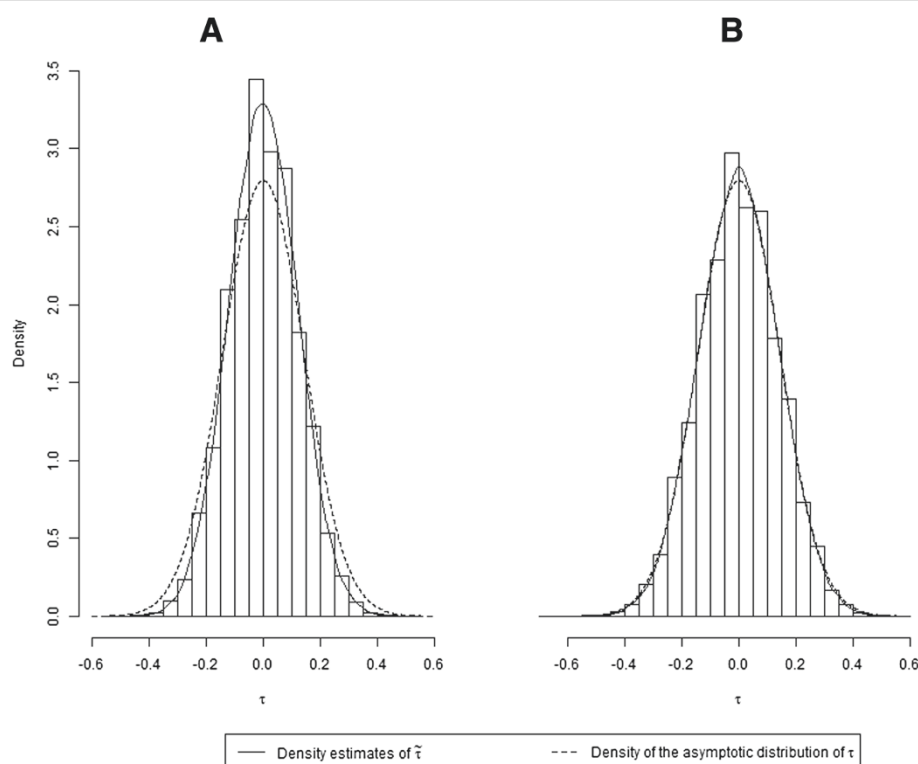 A
B
3.5
3.0
2.5
2.0
1.5
1.0
0.5
0.0
Density
-0.6 -0.4 -0.2 0.0 0.2 0.4 0.6
-0.6 -0.4 -0.2 0.0 0.2 0.4 0.6
τ
τ
Density estimates of τ̃
Density of the asymptotic distribution of τ